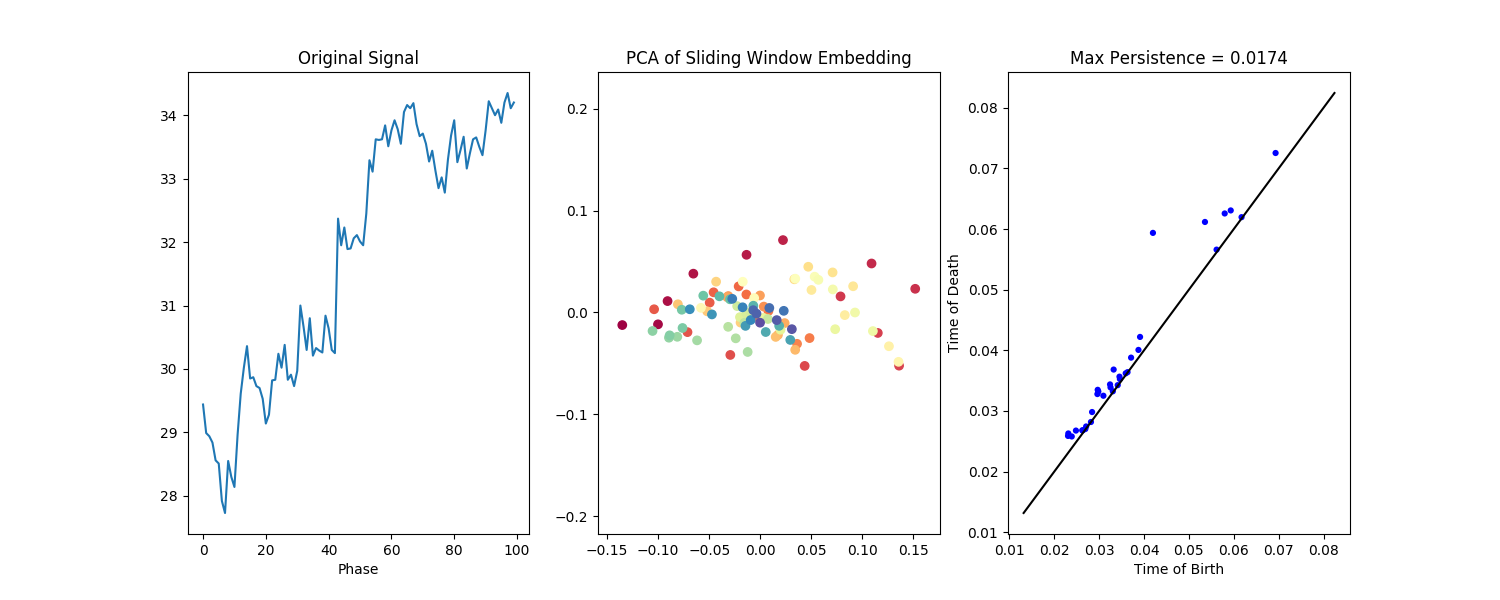 Original Signal
34
33
32
31
30
29
28
0 20 40 60 80 100
Phase
PCA of Sliding Window Embedding
0.2
0.1
0.0
−0.1
−0.2
−0.15 −0.10 −0.05 0.00 0.05 0.10 0.15
Max Persistence = 0.0174
Time of Death
0.08
0.07
0.06
0.05
0.04
0.03
0.02
0.01
0.01 0.02 0.03 0.04 0.05 0.06 0.07 0.08
Time of Birth